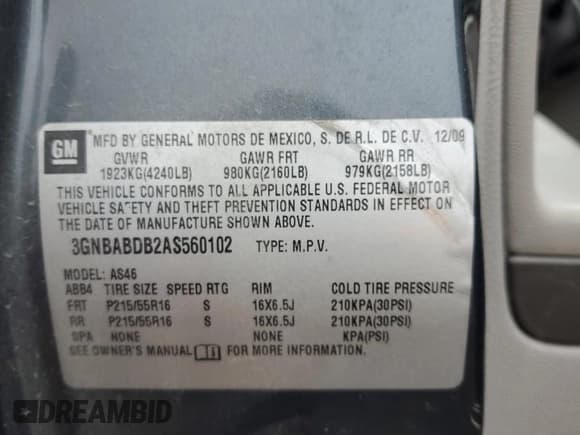 GM
MFD BY GENERAL MOTORS DE MEXICO, S. DE R.L. DE C.V. 12/09
GVWR GAWR FRT GAWR RR
1923KG(4240LB) 980KG(2160LB) 979KG(2158LB)
THIS VEHICLE CONFORMS TO ALL APPLICABLE U.S. FEDERAL MOTOR
VEHICLE SAFETY AND THEFT PREVENTION STANDARDS IN EFFECT ON
THE DATE OF MANUFACTURE SHOWN ABOVE.
3GNBABDB2AS560102 TYPE: M.P.V.
MODEL: AS46
ABB4 TIRE SIZE SPEED RTG RIM COLD TIRE PRESSURE
FRT P215/55R16 S 16X6.5J 210KPA(30PSI)
RR P215/55R16 S 16X6.5J 210KPA(30PSI)
SPA NONE NONE KPA(PSI)
SEE OWNER'S MANUAL FOR MORE INFORMATION.
DREAMBID